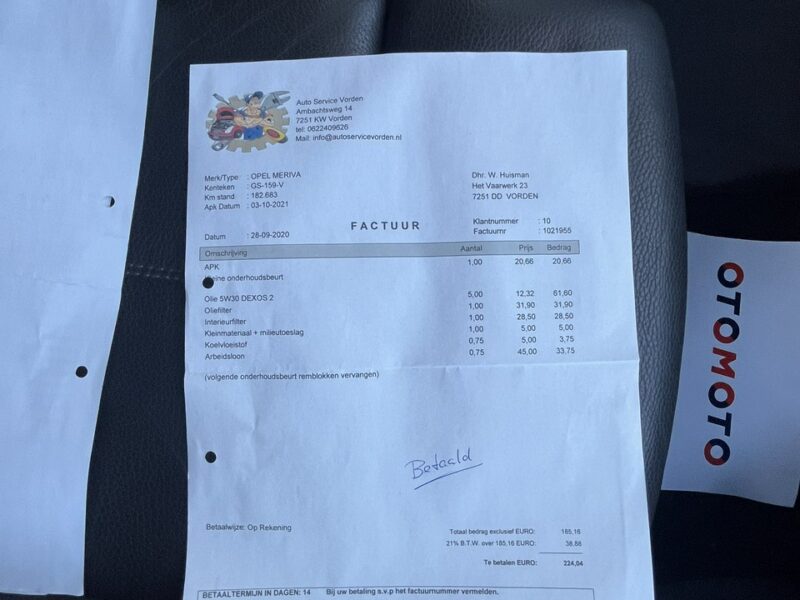 Auto Service Vorden
Ambachtsweg 14
7251 KW Vorden
tel: 0622409626
Mail: info@autoservicevorden.nl
Merk/Type : OPEL MERIVA
Kenteken : GS-159-V
Km stand : 182.683
Apk Datum : 03-10-2021
Dhr. W. Huisman
Het Vaarwerk 23
7251 DD VORDEN
FACTUUR
Datum : 28-09-2020
Klantnummer : 10
Factuurnr : 1021955
Omschrijving Aantal Prijs Bedrag
APK 1,00 20,66 20,66
Kleine onderhoudsbeurt
Olie 5W30 DEXOS 2 5,00 12,32 61,60
Oliefilter 1,00 31,90 31,90
Interieurfilter 1,00 28,50 28,50
Kleinmateriaal + milieutoeslag 1,00 5,00 5,00
Koelvloeistof 0,75 5,00 3,75
Arbeidsloon 0,75 45,00 33,75
(volgende onderhoudsbeurt remblokken vervangen)
Betaald
Betaalwijze: Op Rekening
Totaal bedrag exclusief EURO: 185,16
21% B.T.W. over 185,16 EURO: 38,88
Te betalen EURO: 224,04
BETAALTERMIJN IN DAGEN: 14 Bij uw betaling s.v.p het factuurnummer vermelden.
OTOMOTO